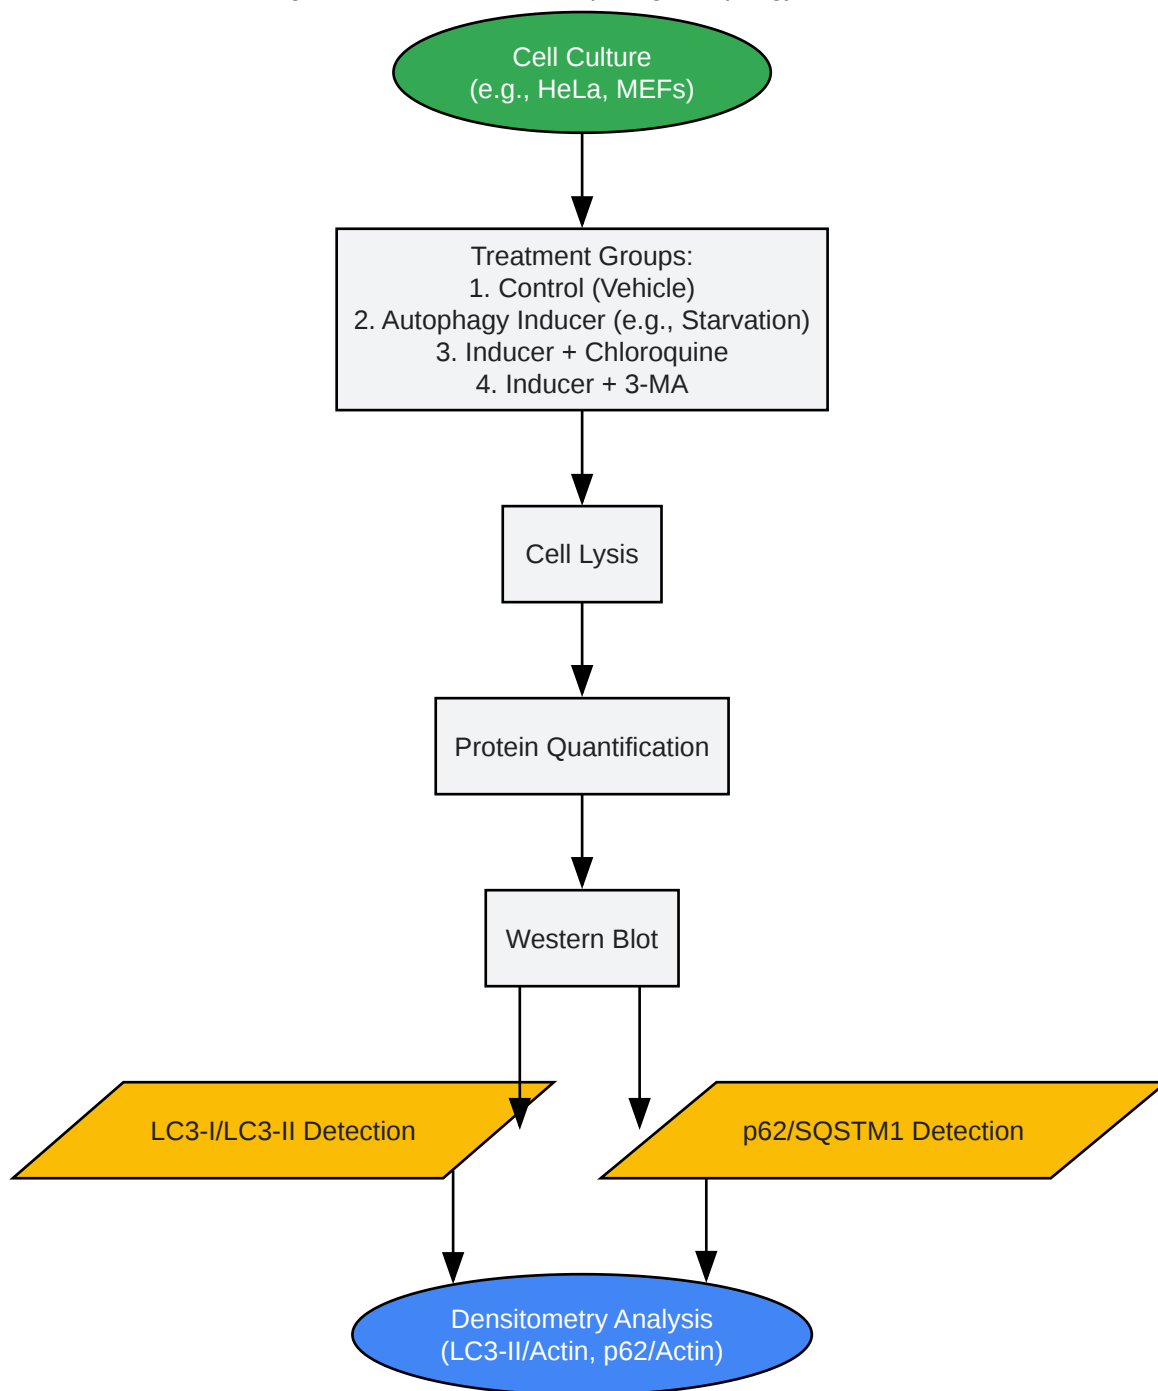 Cell Culture
(e.g., HeLa, MEFs)
Treatment Groups:
1. Control (Vehicle)
2. Autophagy Inducer (e.g., Starvation)
3. Inducer + Chloroquine
4. Inducer + 3-MA
Cell Lysis
Protein Quantification
Western Blot
LC3-I/LC3-II Detection
p62/SQSTM1 Detection
Densitometry Analysis
(LC3-II/Actin, p62/Actin)